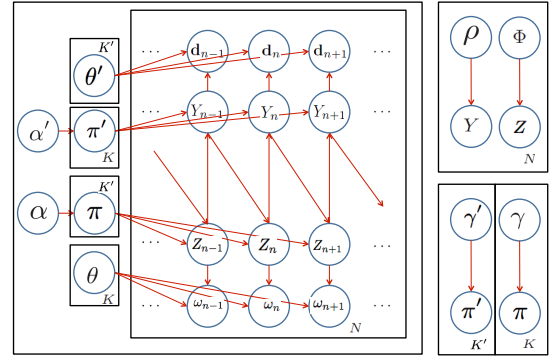 K′
θ′
... d_{n−1} d_n d_{n+1} ...
α′ π′ ... Y_{n−1} Y_n Y_{n+1} ...
K
K′
α π
... Z_{n−1} Z_n Z_{n+1} ...
θ
K
... ω_{n−1} ω_n ω_{n+1} ...
N
ρ Φ
Y Z
N
γ′ γ
π′ π
K′ K